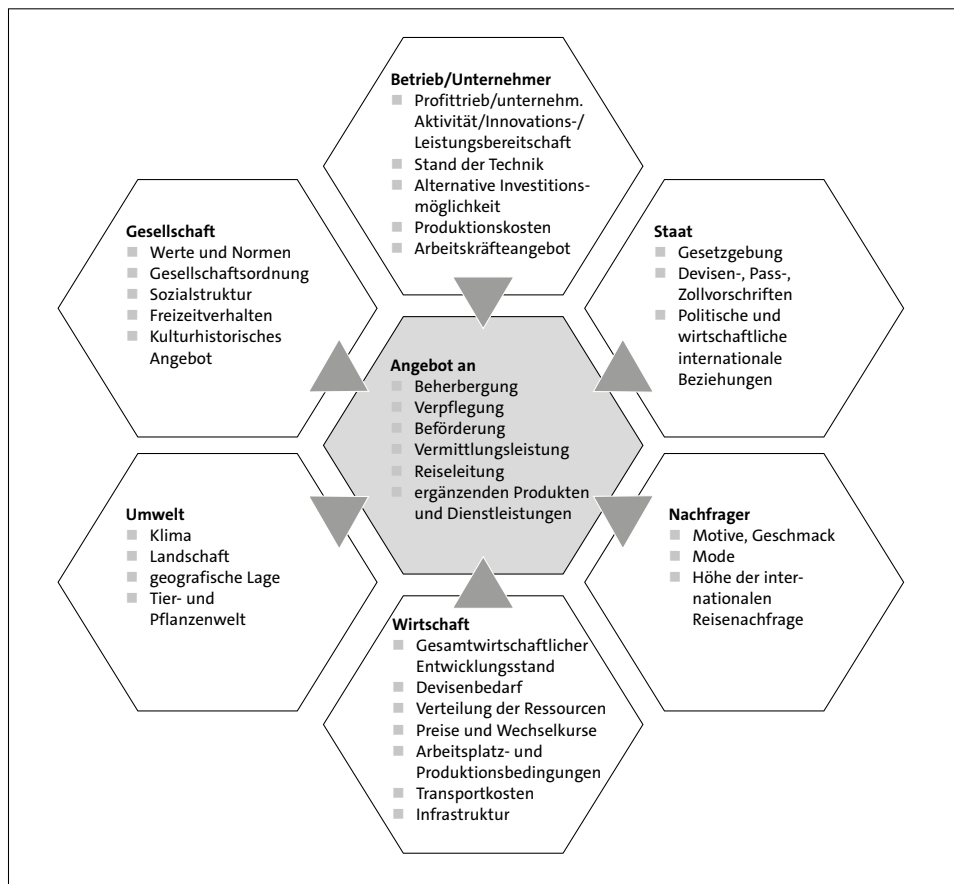 Betrieb/Unternehmer
Profittrieb/unternehm.
Aktivität/Innovations-/
Leistungsbereitschaft
Stand der Technik
Alternative Investitions-
möglichkeit
Produktionskosten
Arbeitskräfteangebot
Gesellschaft
Werte und Normen
Gesellschaftsordnung
Sozialstruktur
Freizeitverhalten
Kulturhistorisches
Angebot
Staat
Gesetzgebung
Devisen-, Pass-,
Zollvorschriften
Politische und
wirtschaftliche
internationale
Beziehungen
Angebot an
Beherbergung
Verpflegung
Beförderung
Vermittlungsleistung
Reiseleitung
ergänzenden Produkten
und Dienstleistungen
Umwelt
Klima
Landschaft
geografische Lage
Tier- und
Pflanzenwelt
Nachfrager
Motive, Geschmack
Mode
Höhe der inter-
nationalen
Reisenachfrage
Wirtschaft
Gesamtwirtschaftlicher
Entwicklungsstand
Devisenbedarf
Verteilung der Ressourcen
Preise und Wechselkurse
Arbeitsplatz- und
Produktionsbedingungen
Transportkosten
Infrastruktur